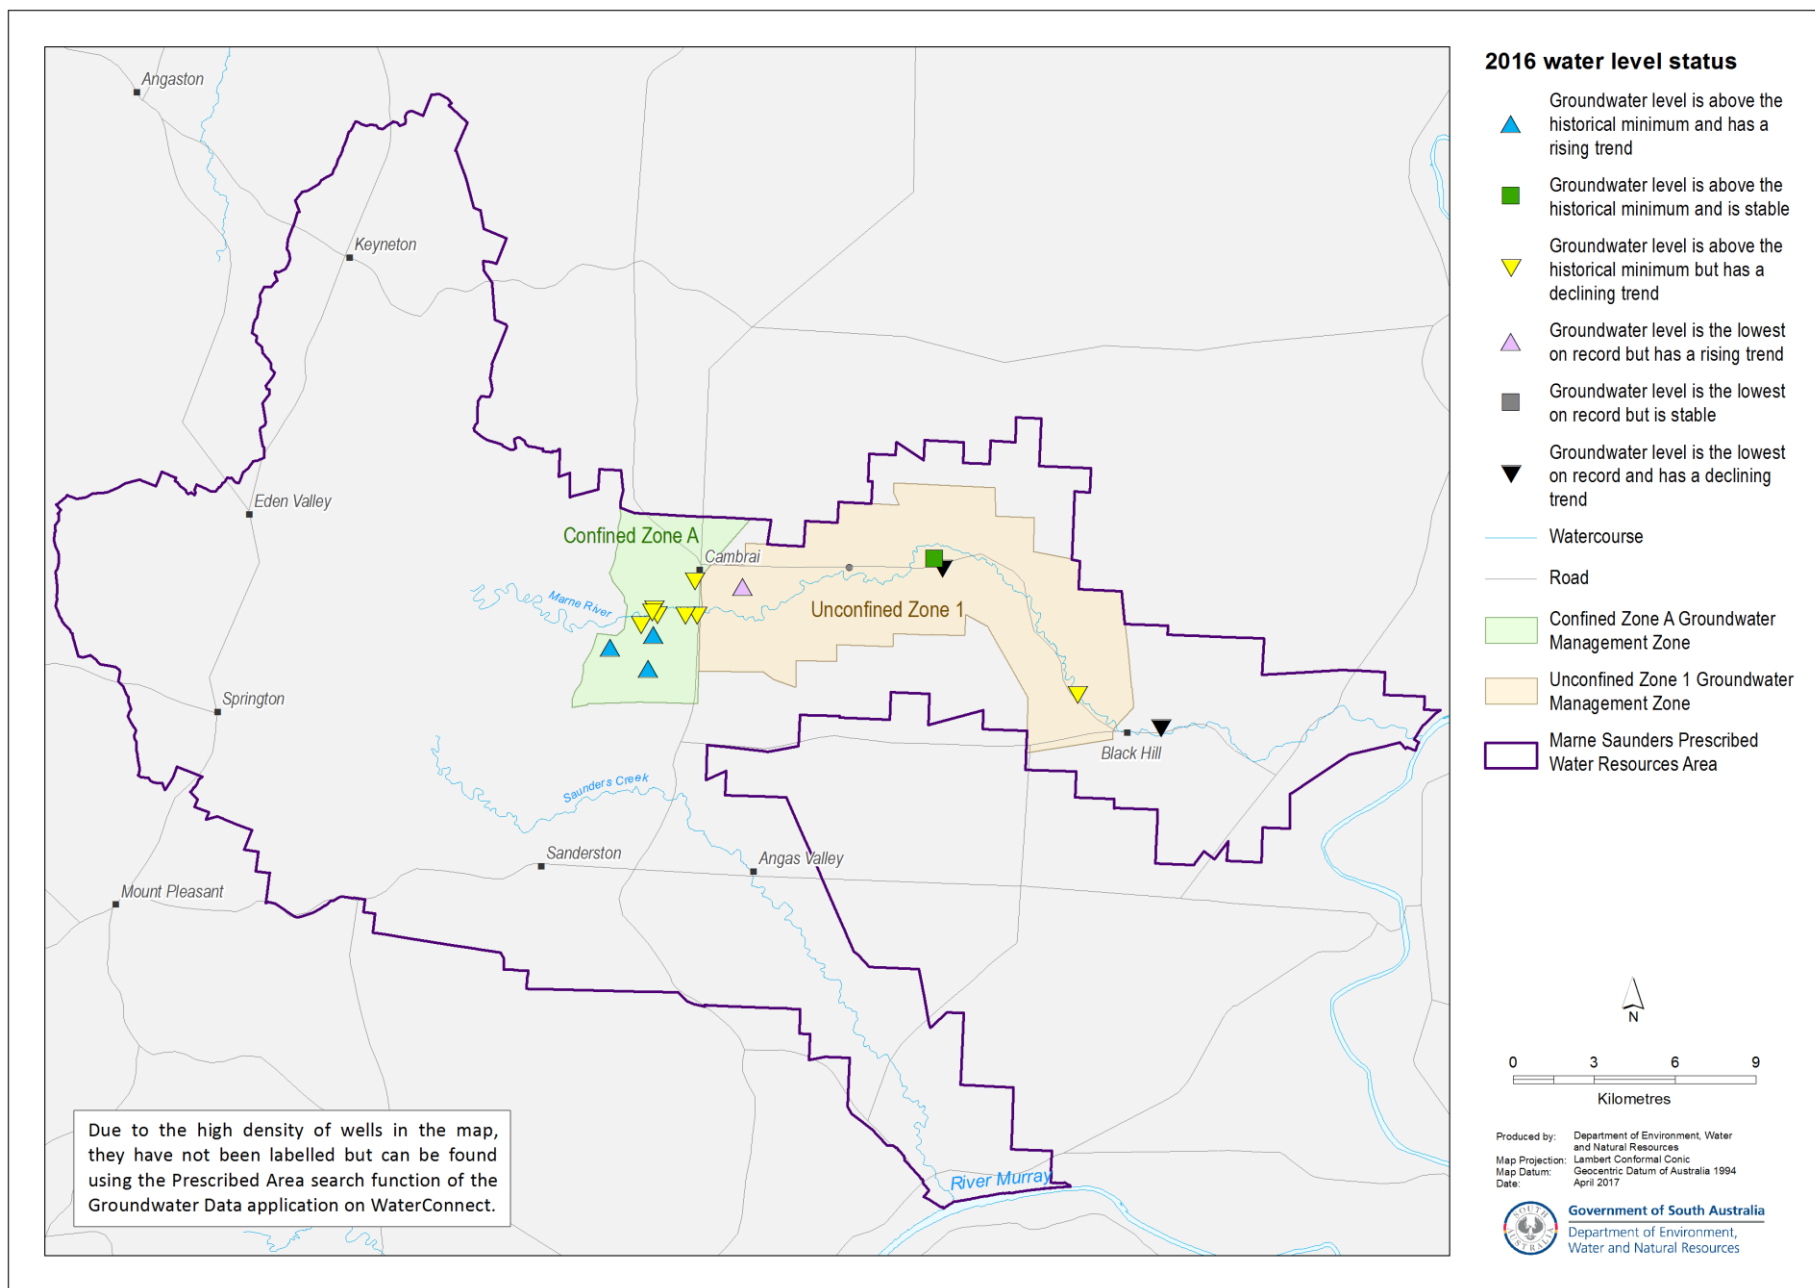 Angaston
Keyneton
Eden Valley
Confined Zone A
Cambrai
Marne River
Unconfined Zone 1
Springton
Black Hill
Saunders Creek
Sanderston
Angas Valley
Mount Pleasant
River Murray
Due to the high density of wells in the map,
they have not been labelled but can be found
using the Prescribed Area search function of the
Groundwater Data application on WaterConnect.
2016 water level status
Groundwater level is above the
historical minimum and has a
rising trend
Groundwater level is above the
historical minimum and is stable
Groundwater level is above the
historical minimum but has a
declining trend
Groundwater level is the lowest
on record but has a rising trend
Groundwater level is the lowest
on record but is stable
Groundwater level is the lowest
on record and has a declining
trend
Watercourse
Road
Confined Zone A Groundwater
Management Zone
Unconfined Zone 1 Groundwater
Management Zone
Marne Saunders Prescribed
Water Resources Area
N
0 3 6 9
Kilometres
Produced by: Department of Environment, Water
and Natural Resources
Map Projection: Lambert Conformal Conic
Map Datum: Geocentric Datum of Australia 1994
Date: April 2017
SOUTH AUSTRALIA
Government of South Australia
Department of Environment,
Water and Natural Resources